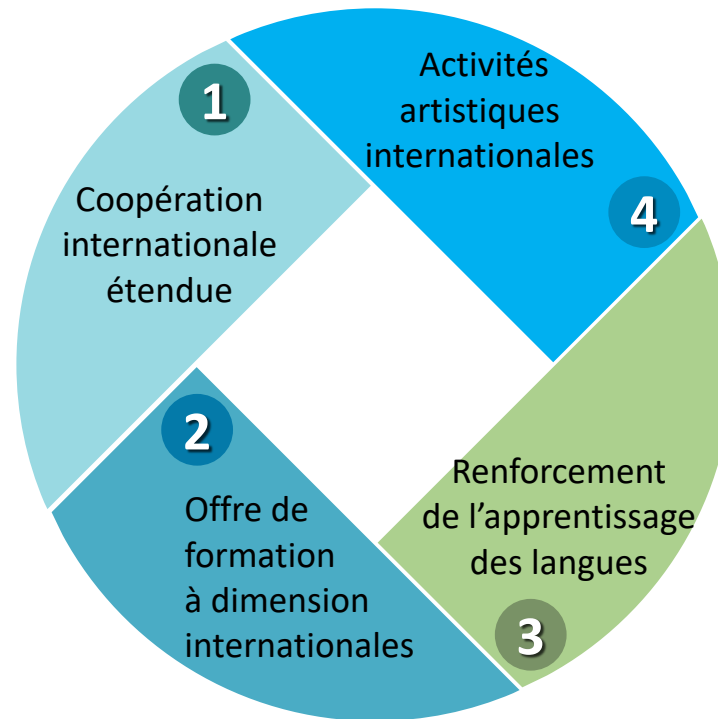 1
Coopération
internationale
étendue
2
Offre de
formation
à dimension
internationales
3
Renforcement
de l’apprentissage
des langues
4
Activités
artistiques
internationales